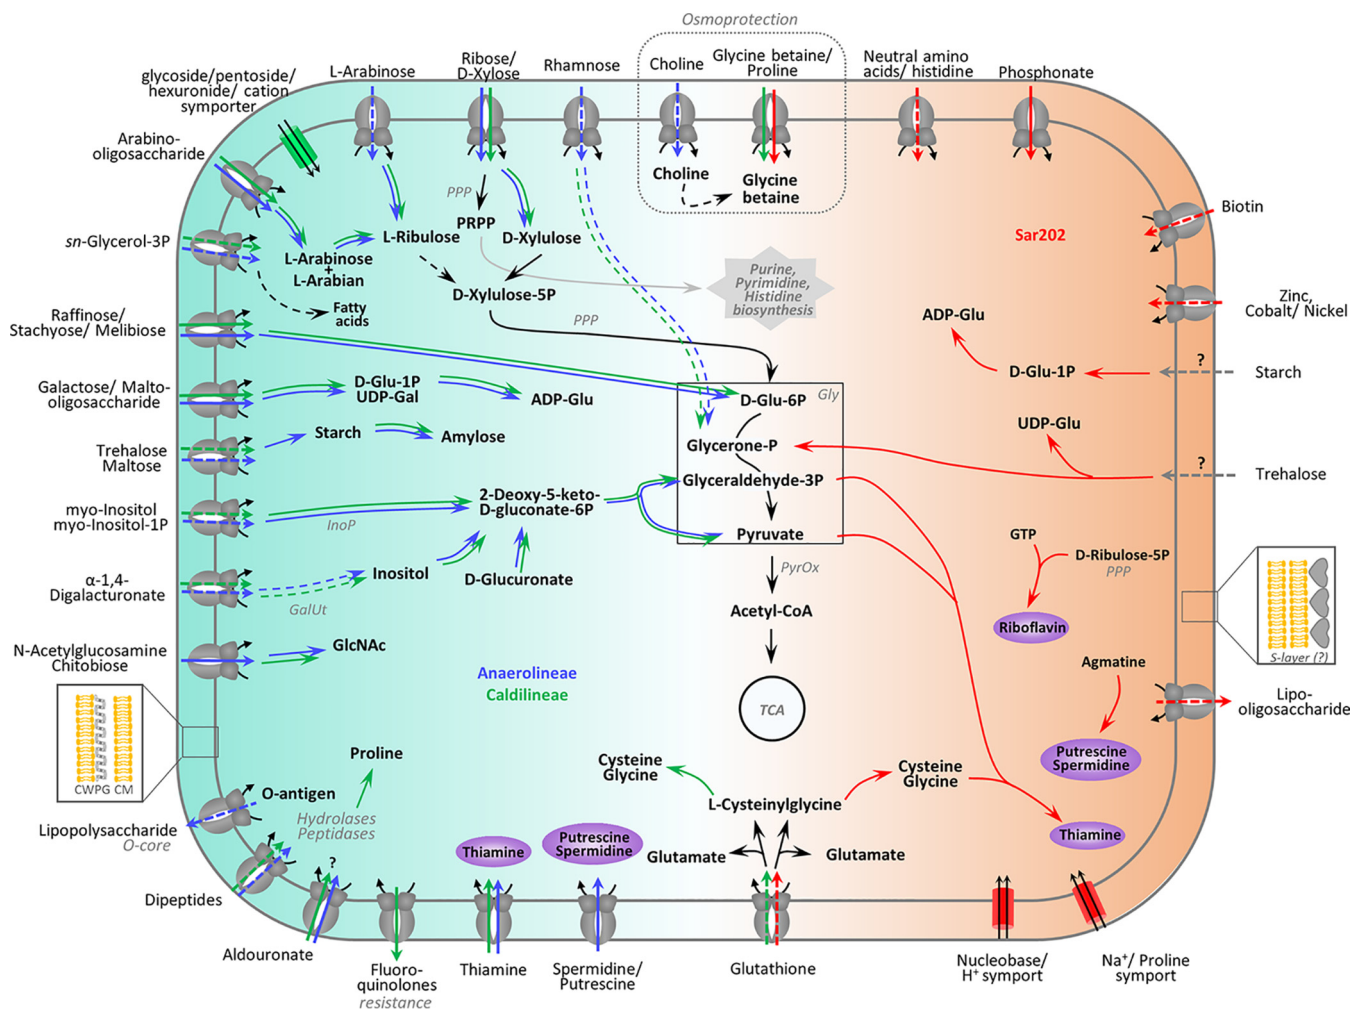 Osmoprotection
glycoside/pentoside/
hexuronide/ cation
symporter
L-Arabinose
Ribose/
D-Xylose
Rhamnose
Choline
Glycine betaine/
Proline
Neutral amino
acids/ histidine
Phosphonate
Arabino-
oligosaccharide
sn-Glycerol-3P
Raffinose/
Stachyose/ Melibiose
Galactose/ Malto-
oligosaccharide
Trehalose
Maltose
myo-Inositol
myo-Inositol-1P
α-1,4-
Digalacturonate
N-Acetylglucosamine
Chitobiose
CWPG CM
Lipopolysaccharide
O-core
Dipeptides
Aldouronate
Fluoro-
quinolones
resistance
Thiamine
Spermidine/
Putrescine
Glutathione
Nucleobase/
H+ symport
Na+/ Proline
symport
Biotin
Zinc,
Cobalt/ Nickel
?
Starch
?
Trehalose
S-layer (?)
Lipo-
oligosaccharide
Choline
Glycine
betaine
PPP
PRPP
L-Ribulose
D-Xylulose
L-Arabinose
+
L-Arabian
Fatty
acids
D-Xylulose-5P
PPP
Purine,
Pyrimidine,
Histidine
biosynthesis
Sar202
ADP-Glu
D-Glu-1P
UDP-Glu
D-Glu-1P
UDP-Gal
ADP-Glu
Starch
Amylose
D-Glu-6P
Gly
Glycerone-P
Glyceraldehyde-3P
Pyruvate
2-Deoxy-5-keto-
D-gluconate-6P
InoP
Inositol
D-Glucuronate
GalUt
GlcNAc
PyrOx
Acetyl-CoA
TCA
GTP
D-Ribulose-5P
PPP
Riboflavin
Agmatine
Putrescine
Spermidine
Thiamine
Anaerolineae
Caldilineae
Proline
O-antigen
Hydrolases
Peptidases
?
Thiamine
Putrescine
Spermidine
Cysteine
Glycine
Cysteine
Glycine
L-Cysteinylglycine
Glutamate
Glutamate